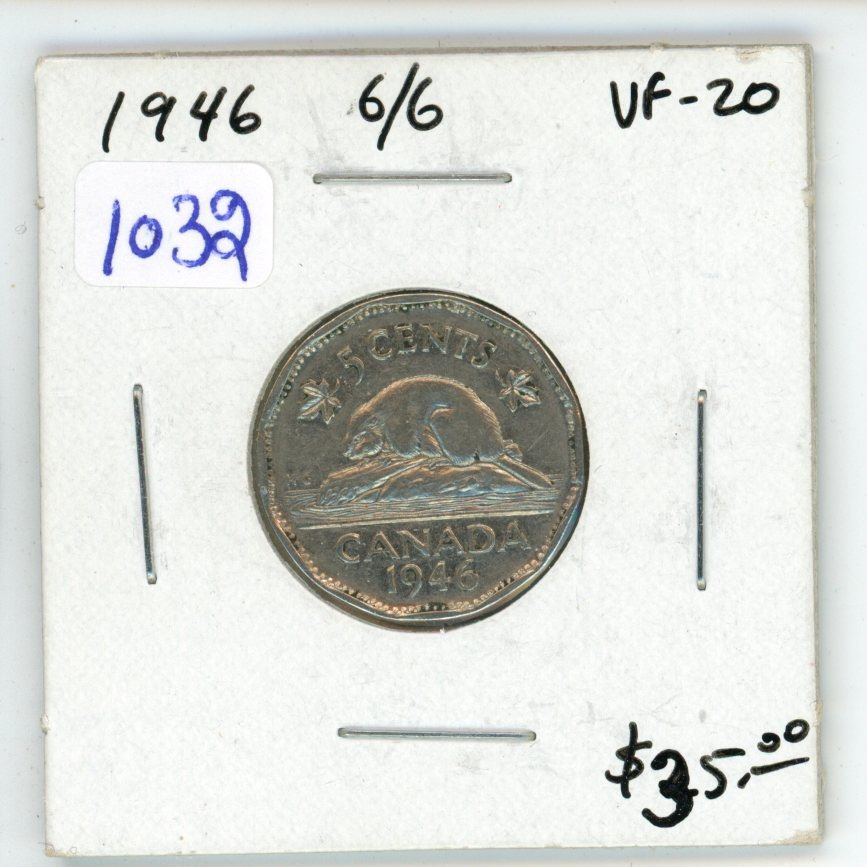 1946 6/6 VF-20
1032
5 CENTS
CANADA
1946
$35.00